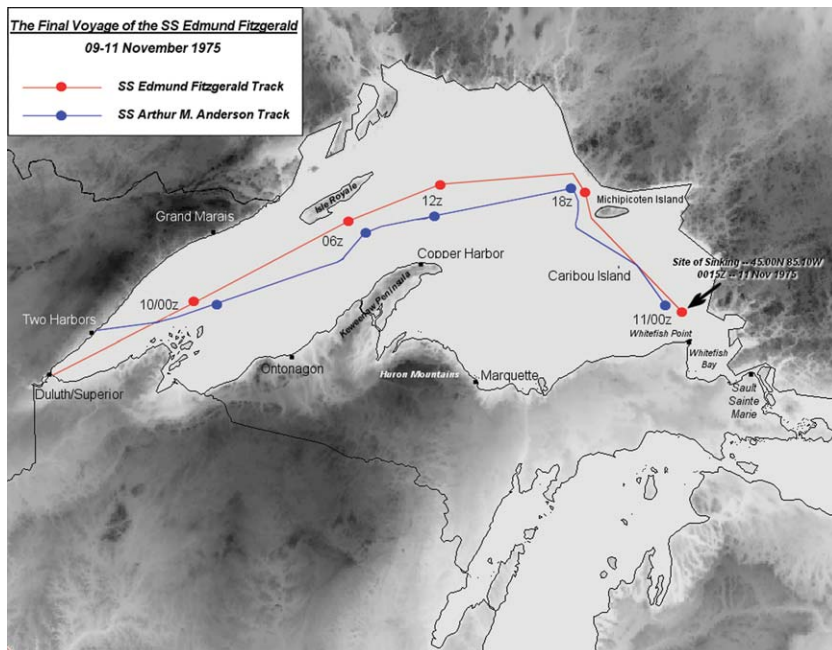 The Final Voyage of the SS Edmund Fitzgerald
09-11 November 1975
SS Edmund Fitzgerald Track
SS Arthur M. Anderson Track
Grand Marais
Isle Royale
12z
18z
Michipicoten Island
06z
Copper Harbor
Caribou Island
Site of Sinking -- 45.00N 85.10W
0015Z -- 11 Nov 1975
10/00z
Keweenaw Peninsula
Two Harbors
11/00z
Whitefish Point
Whitefish
Bay
Ontonagon
Huron Mountains
Marquette
Duluth/Superior
Sault
Sainte
Marie